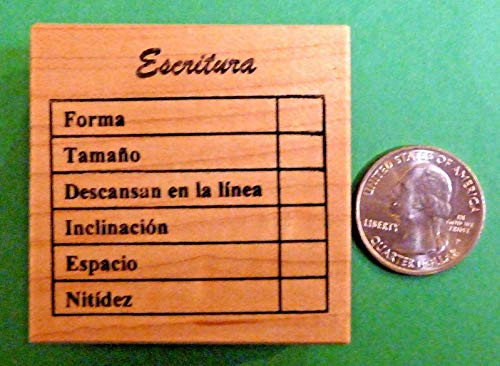 Escritura
Forma
Tamaño
Descansan en la línea
Inclinación
Espacio
Nitídez
UNITED STATES OF AMERICA
LIBERTY
IN
GOD WE
TRUST
QUARTER DOLLAR